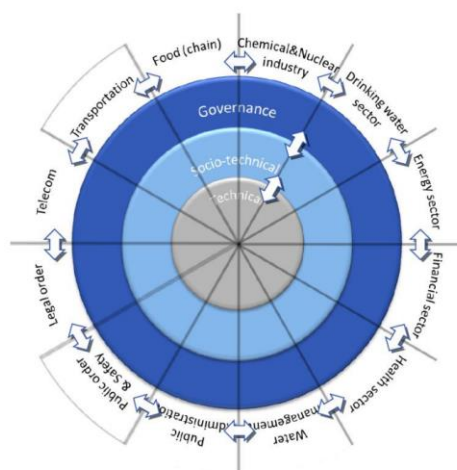 Food (chain)
Chemical&Nuclear
industry
Drinking water
sector
Energy sector
Financial sector
Health sector
Water
management
Public
administration
Public order
& Safety
Legal order
Telecom
Transportation
Governance
Socio-technical
Technical